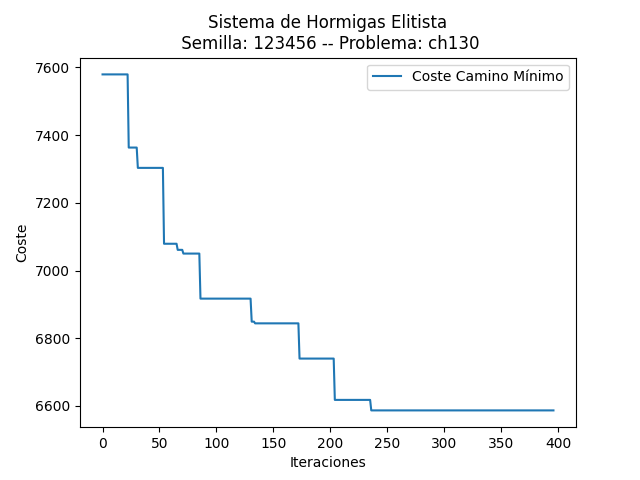 Sistema de Hormigas Elitista
Semilla: 123456 -- Problema: ch130
Coste Camino Mínimo
7600
7400
7200
7000
6800
6600
Coste
0 50 100 150 200 250 300 350 400
Iteraciones